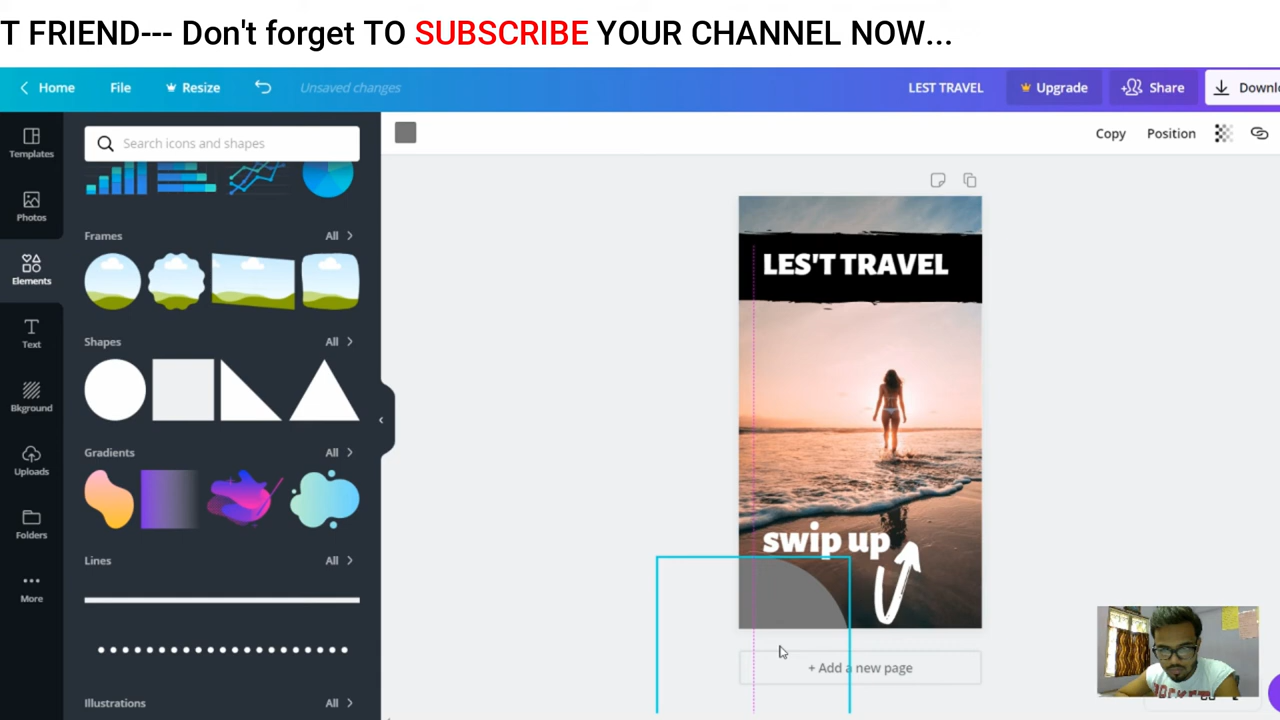 T FRIEND--- Don't forget TO SUBSCRIBE YOUR CHANNEL NOW...
Home File Resize Unsaved changes LEST TRAVEL Upgrade Share Downlo
Templates
Search icons and shapes
Copy Position
Photos
Frames All
Elements
LES'T TRAVEL
Text
Shapes All
Bkground
Gradients All
Uploads
Folders
swip up
Lines All
More
+ Add a new page
Illustrations All